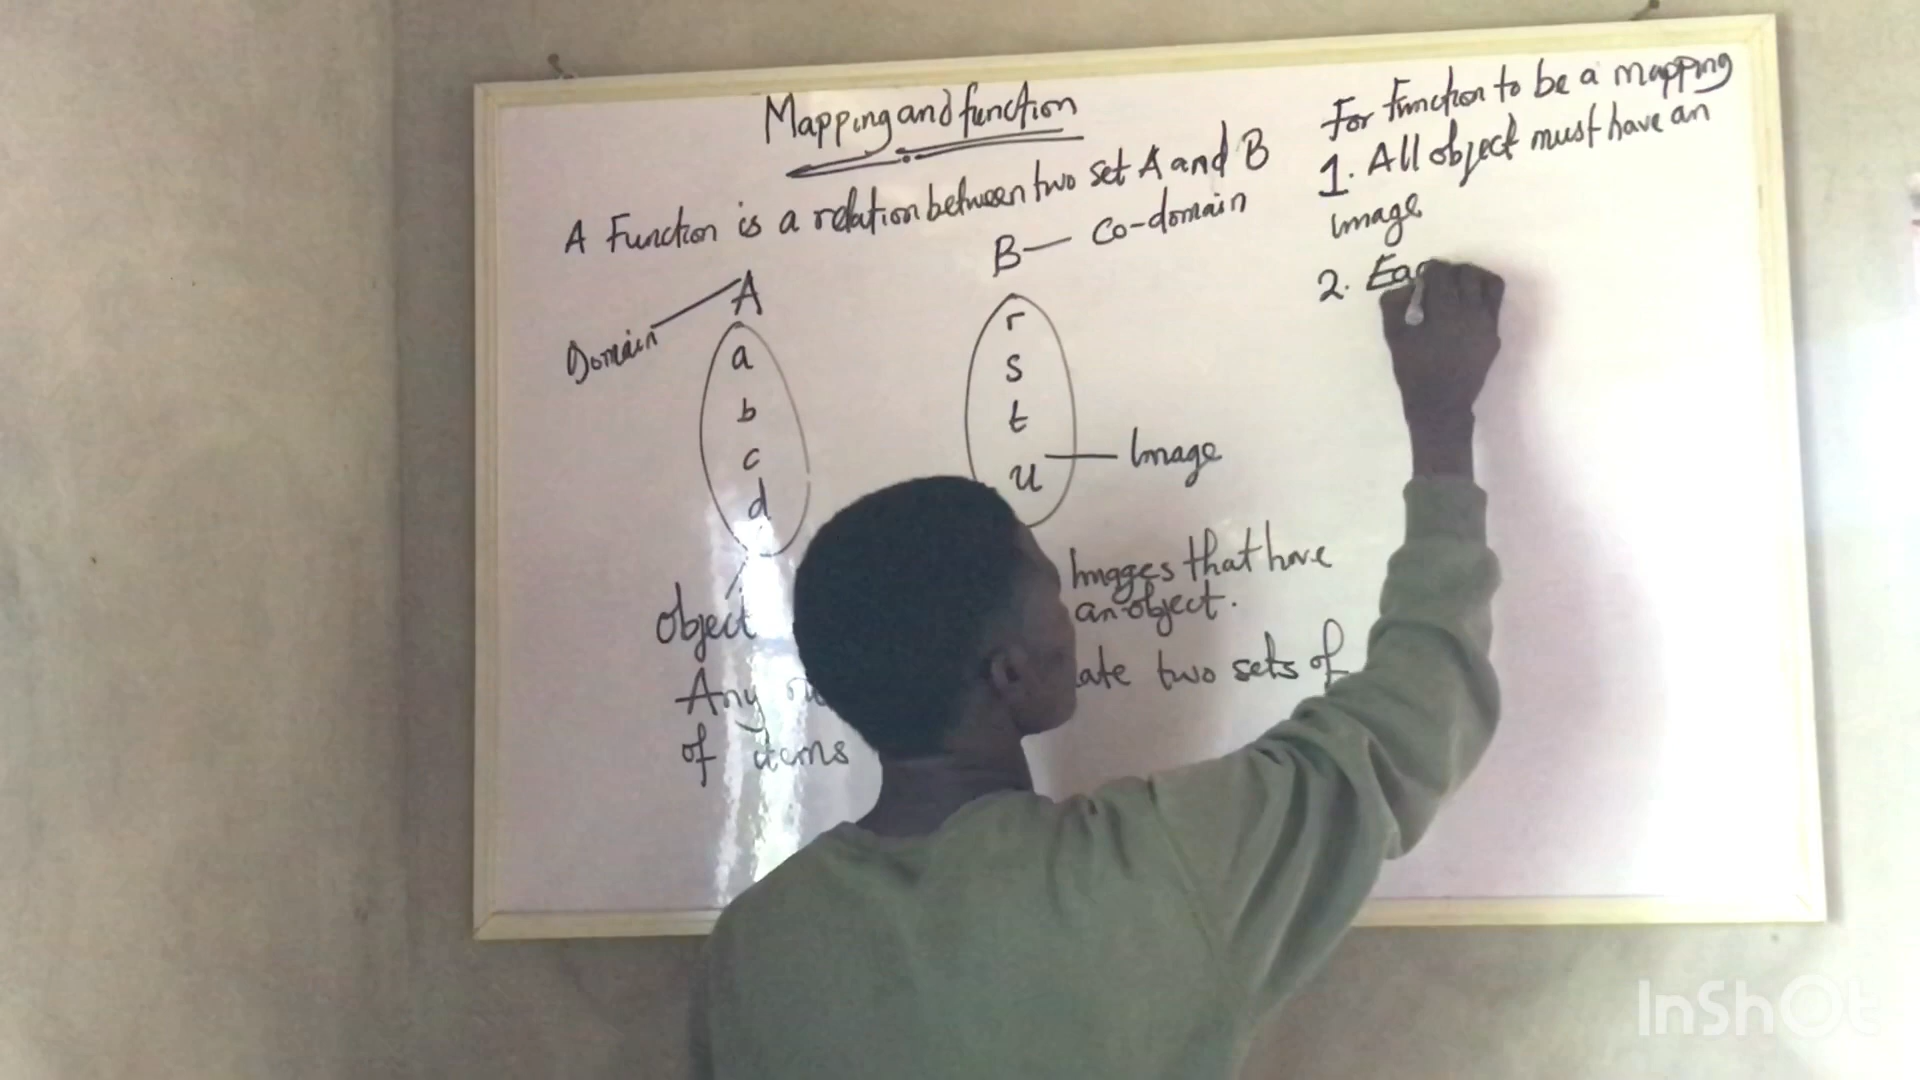 Mapping and function
A Function is a relation between two set A and B
A
Domain
a
b
c
d
object
B — Co-domain
r
s
t
u — Image
Images that have
an object.
Any
two sets of
of items
For Function to be a mapping
1. All object must have an
Image
2.
InShOt